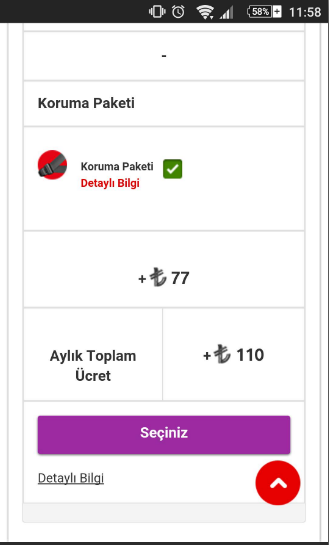 58% 11:58
-
Koruma Paketi
Koruma Paketi
Detaylı Bilgi
+ ₺ 77
Aylık Toplam
Ücret
+ ₺ 110
Seçiniz
Detaylı Bilgi